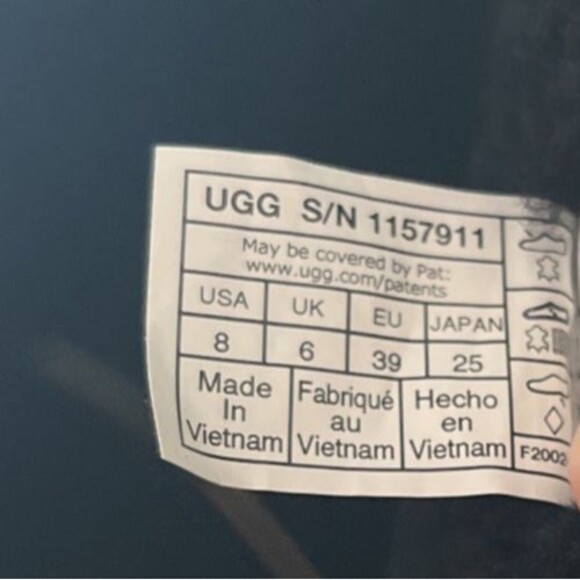 UGG S/N 1157911
May be covered by Pat:
www.ugg.com/patents
USA UK EU JAPAN
8 6 39 25
Made In Vietnam
Fabriqué au Vietnam
Hecho en Vietnam
F2002